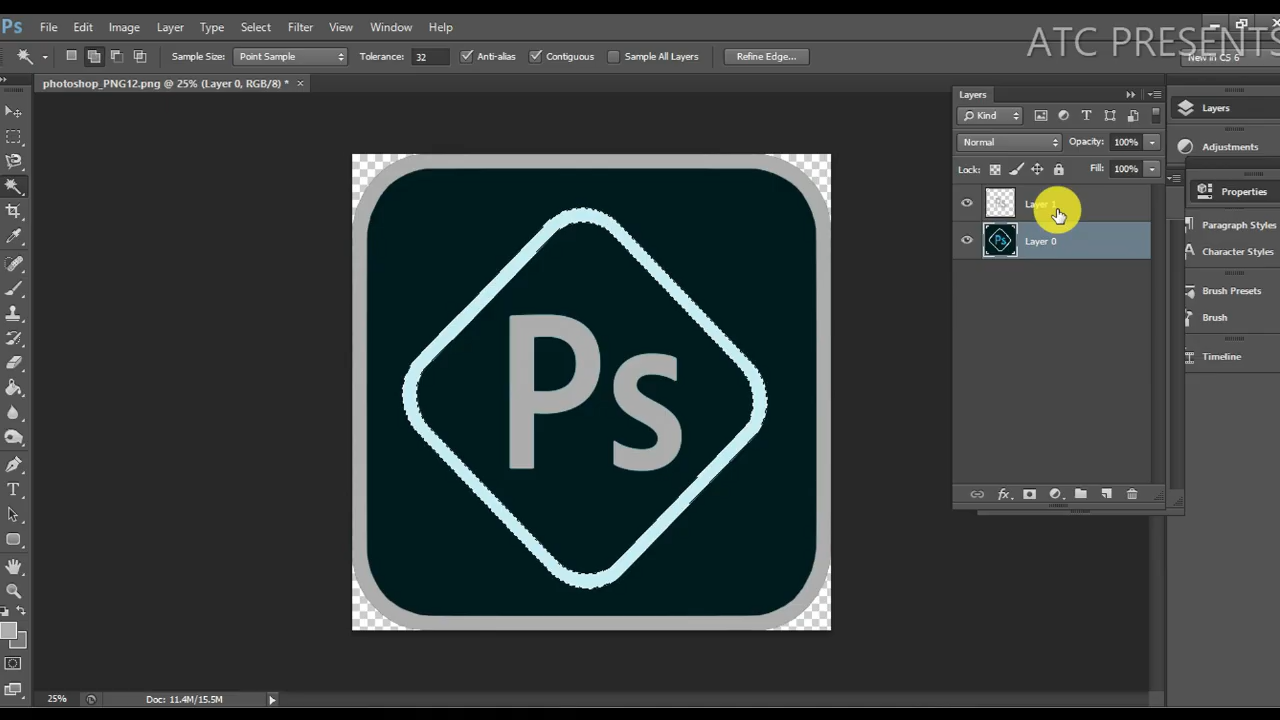 Ps File Edit Image Layer Type Select Filter View Window Help
ATC PRESENTS
Sample Size: Point Sample Tolerance: 32 Anti-alias Contiguous Sample All Layers Refine Edge... New in CS 6
photoshop_PNG12.png @ 25% (Layer 0, RGB/8) * ×
Layers
Kind
Normal Opacity: 100%
Lock: Fill: 100%
Layer 1
Layer 0
fx
Layers
Adjustments
Properties
Paragraph Styles
Character Styles
Brush Presets
Brush
Timeline
Ps
25% Doc: 11.4M/15.5M